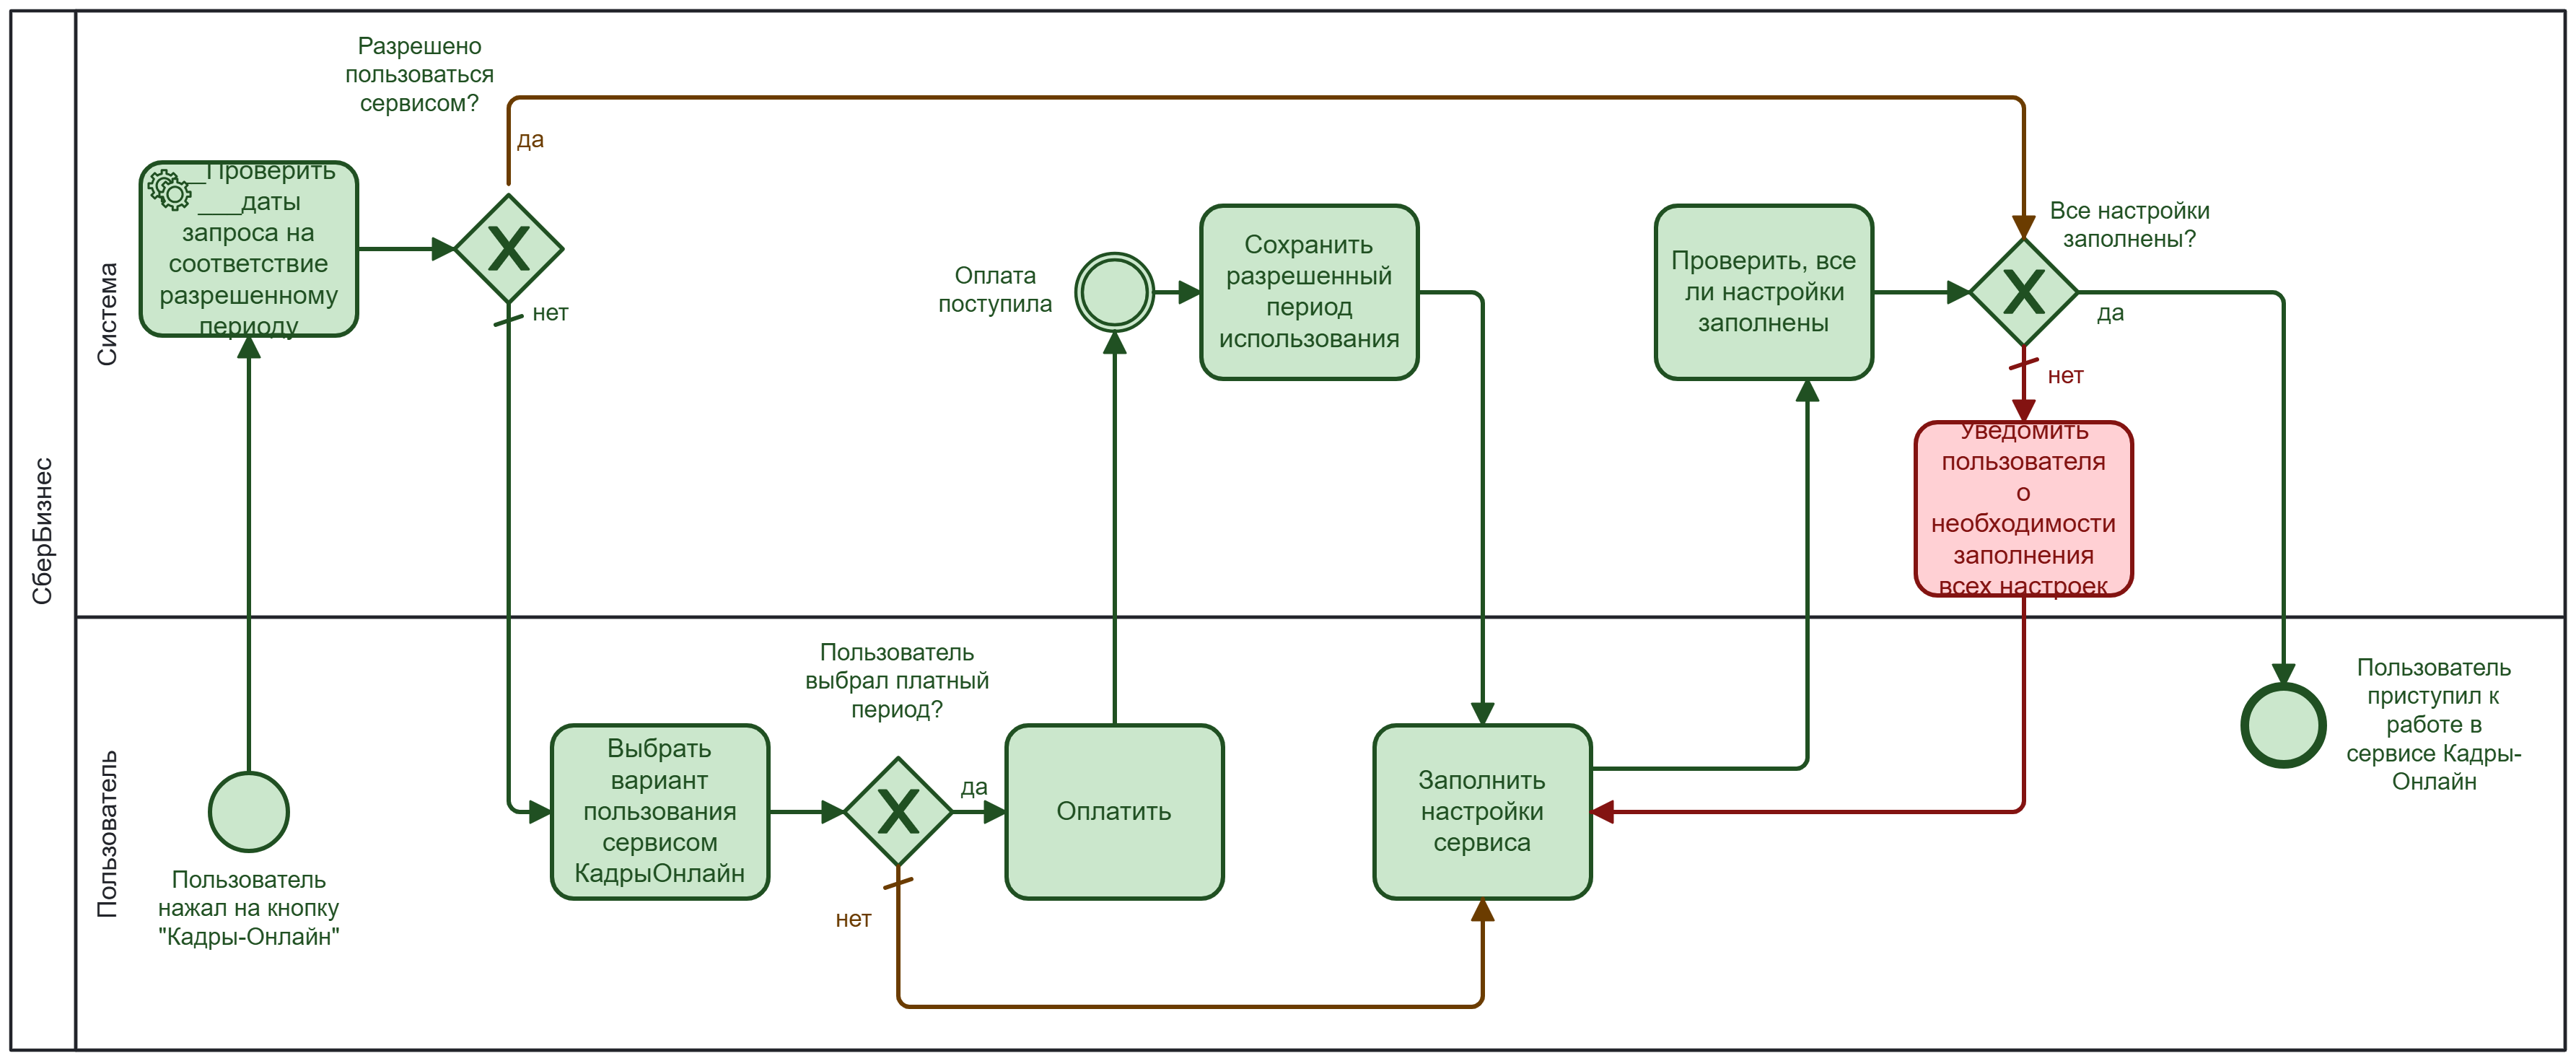 СберБизнес
Система
Разрешено
пользоваться
сервисом?
да
__Проверить
___даты
запроса на
соответствие
разрешенному
периоду
нет
Оплата
поступила
Сохранить
разрешенный
период
использования
Проверить, все
ли настройки
заполнены
Все настройки
заполнены?
да
нет
Уведомить
пользователя
о
необходимости
заполнения
всех настроек
Пользователь
Пользователь
нажал на кнопку
"Кадры-Онлайн"
Выбрать
вариант
пользования
сервисом
КадрыОнлайн
Пользователь
выбрал платный
период?
да
нет
Оплатить
Заполнить
настройки
сервиса
Пользователь
приступил к
работе в
сервисе Кадры-
Онлайн